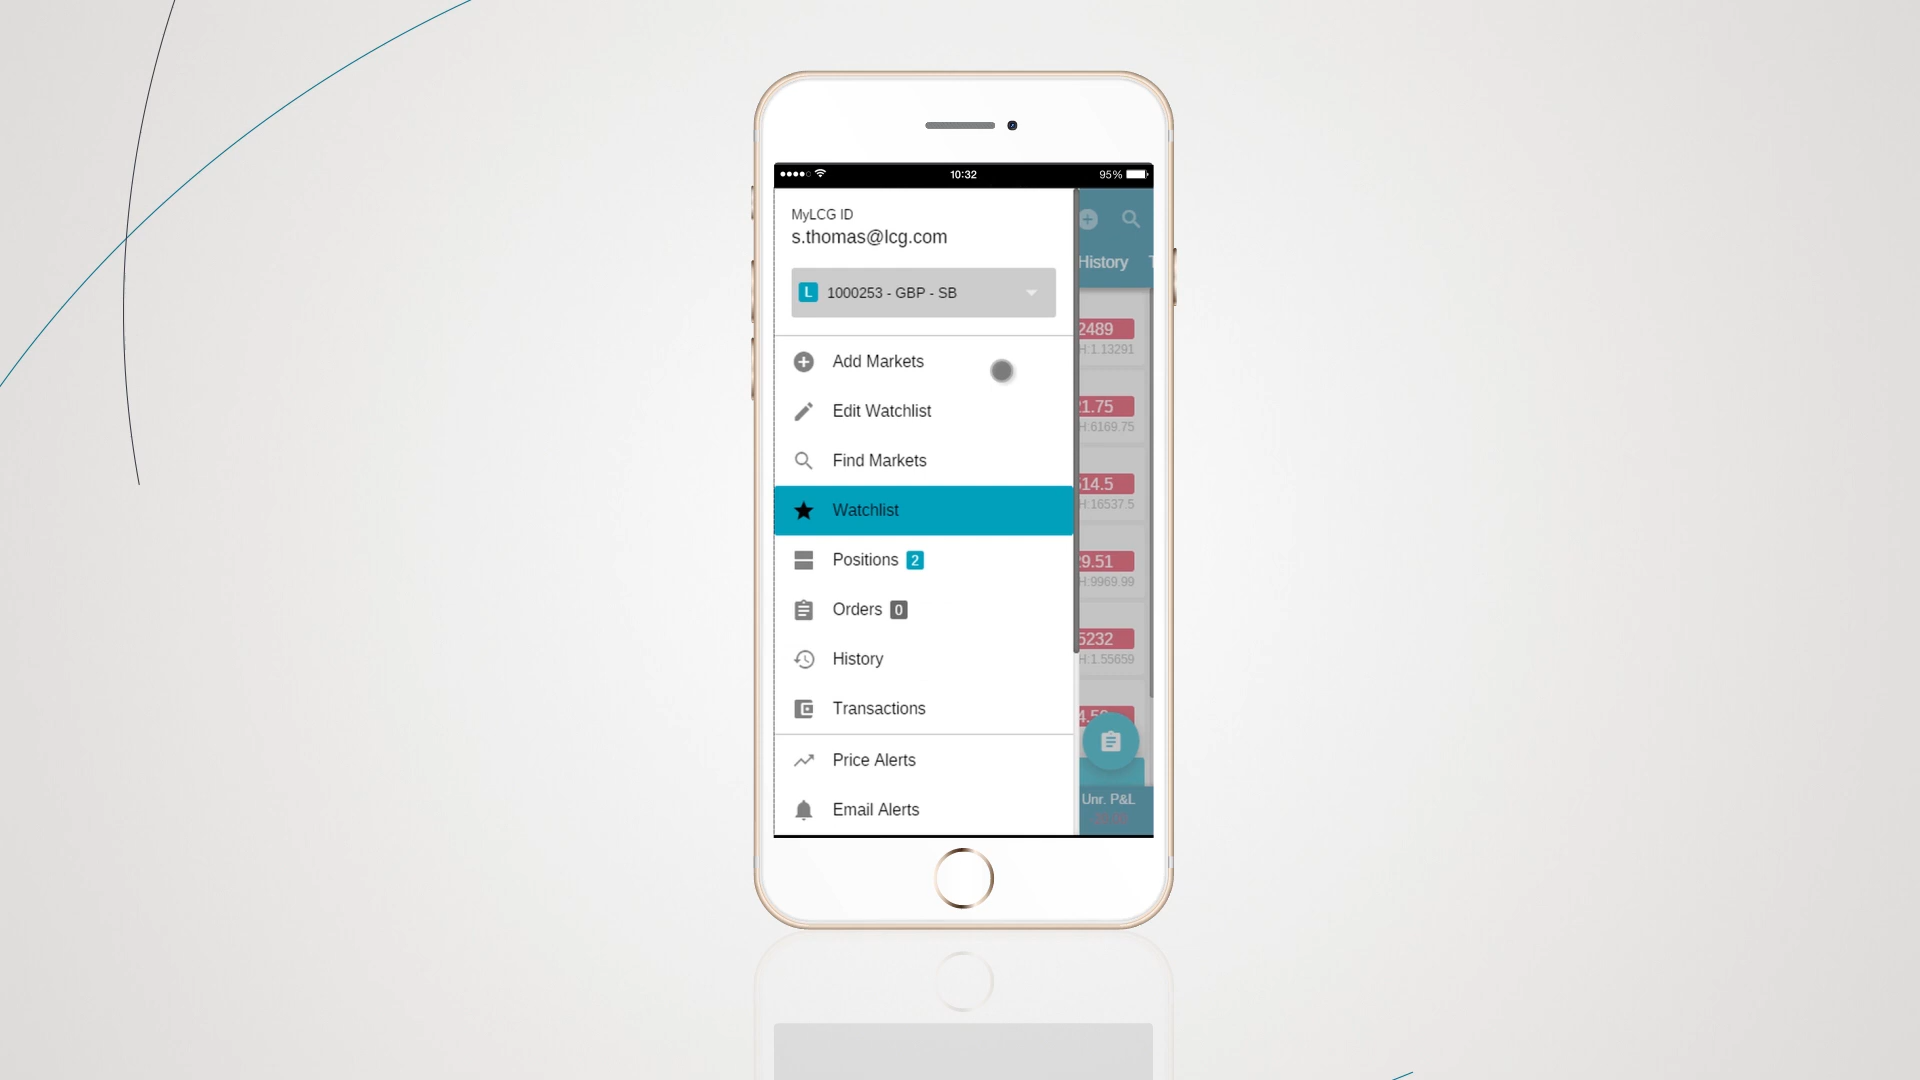 10:32
95%
MyLCG ID
s.thomas@lcg.com
L 1000253 - GBP - SB
History
Add Markets
Edit Watchlist
Find Markets
Watchlist
Positions 2
Orders 0
History
Transactions
Price Alerts
Email Alerts
2489
H:1.13291
1.75
H:6169.75
514.5
H:16537.5
9.51
H:9969.99
5232
H:1.55659
Unr. P&L